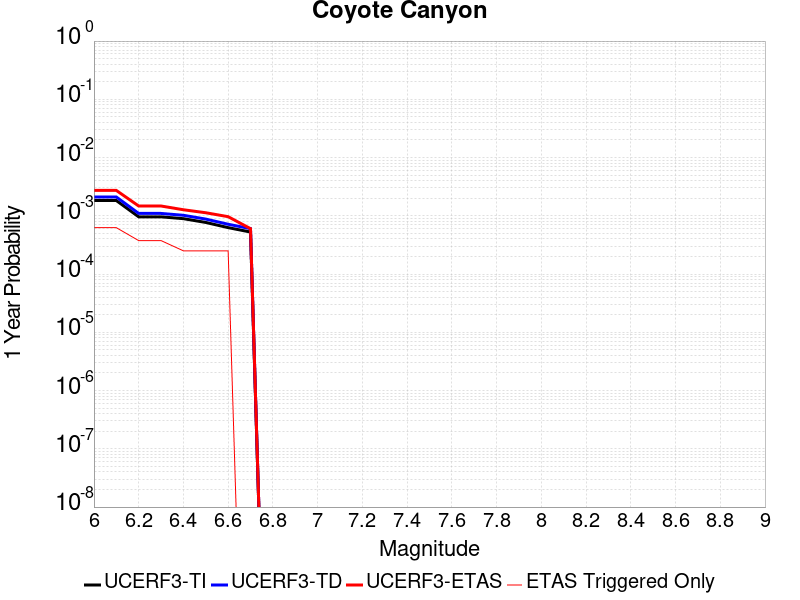 Coyote Canyon
1 Year Probability
10^0
10^-1
10^-2
10^-3
10^-4
10^-5
10^-6
10^-7
10^-8
6 6.2 6.4 6.6 6.8 7 7.2 7.4 7.6 7.8 8 8.2 8.4 8.6 8.8 9
Magnitude
UCERF3-TI UCERF3-TD UCERF3-ETAS ETAS Triggered Only